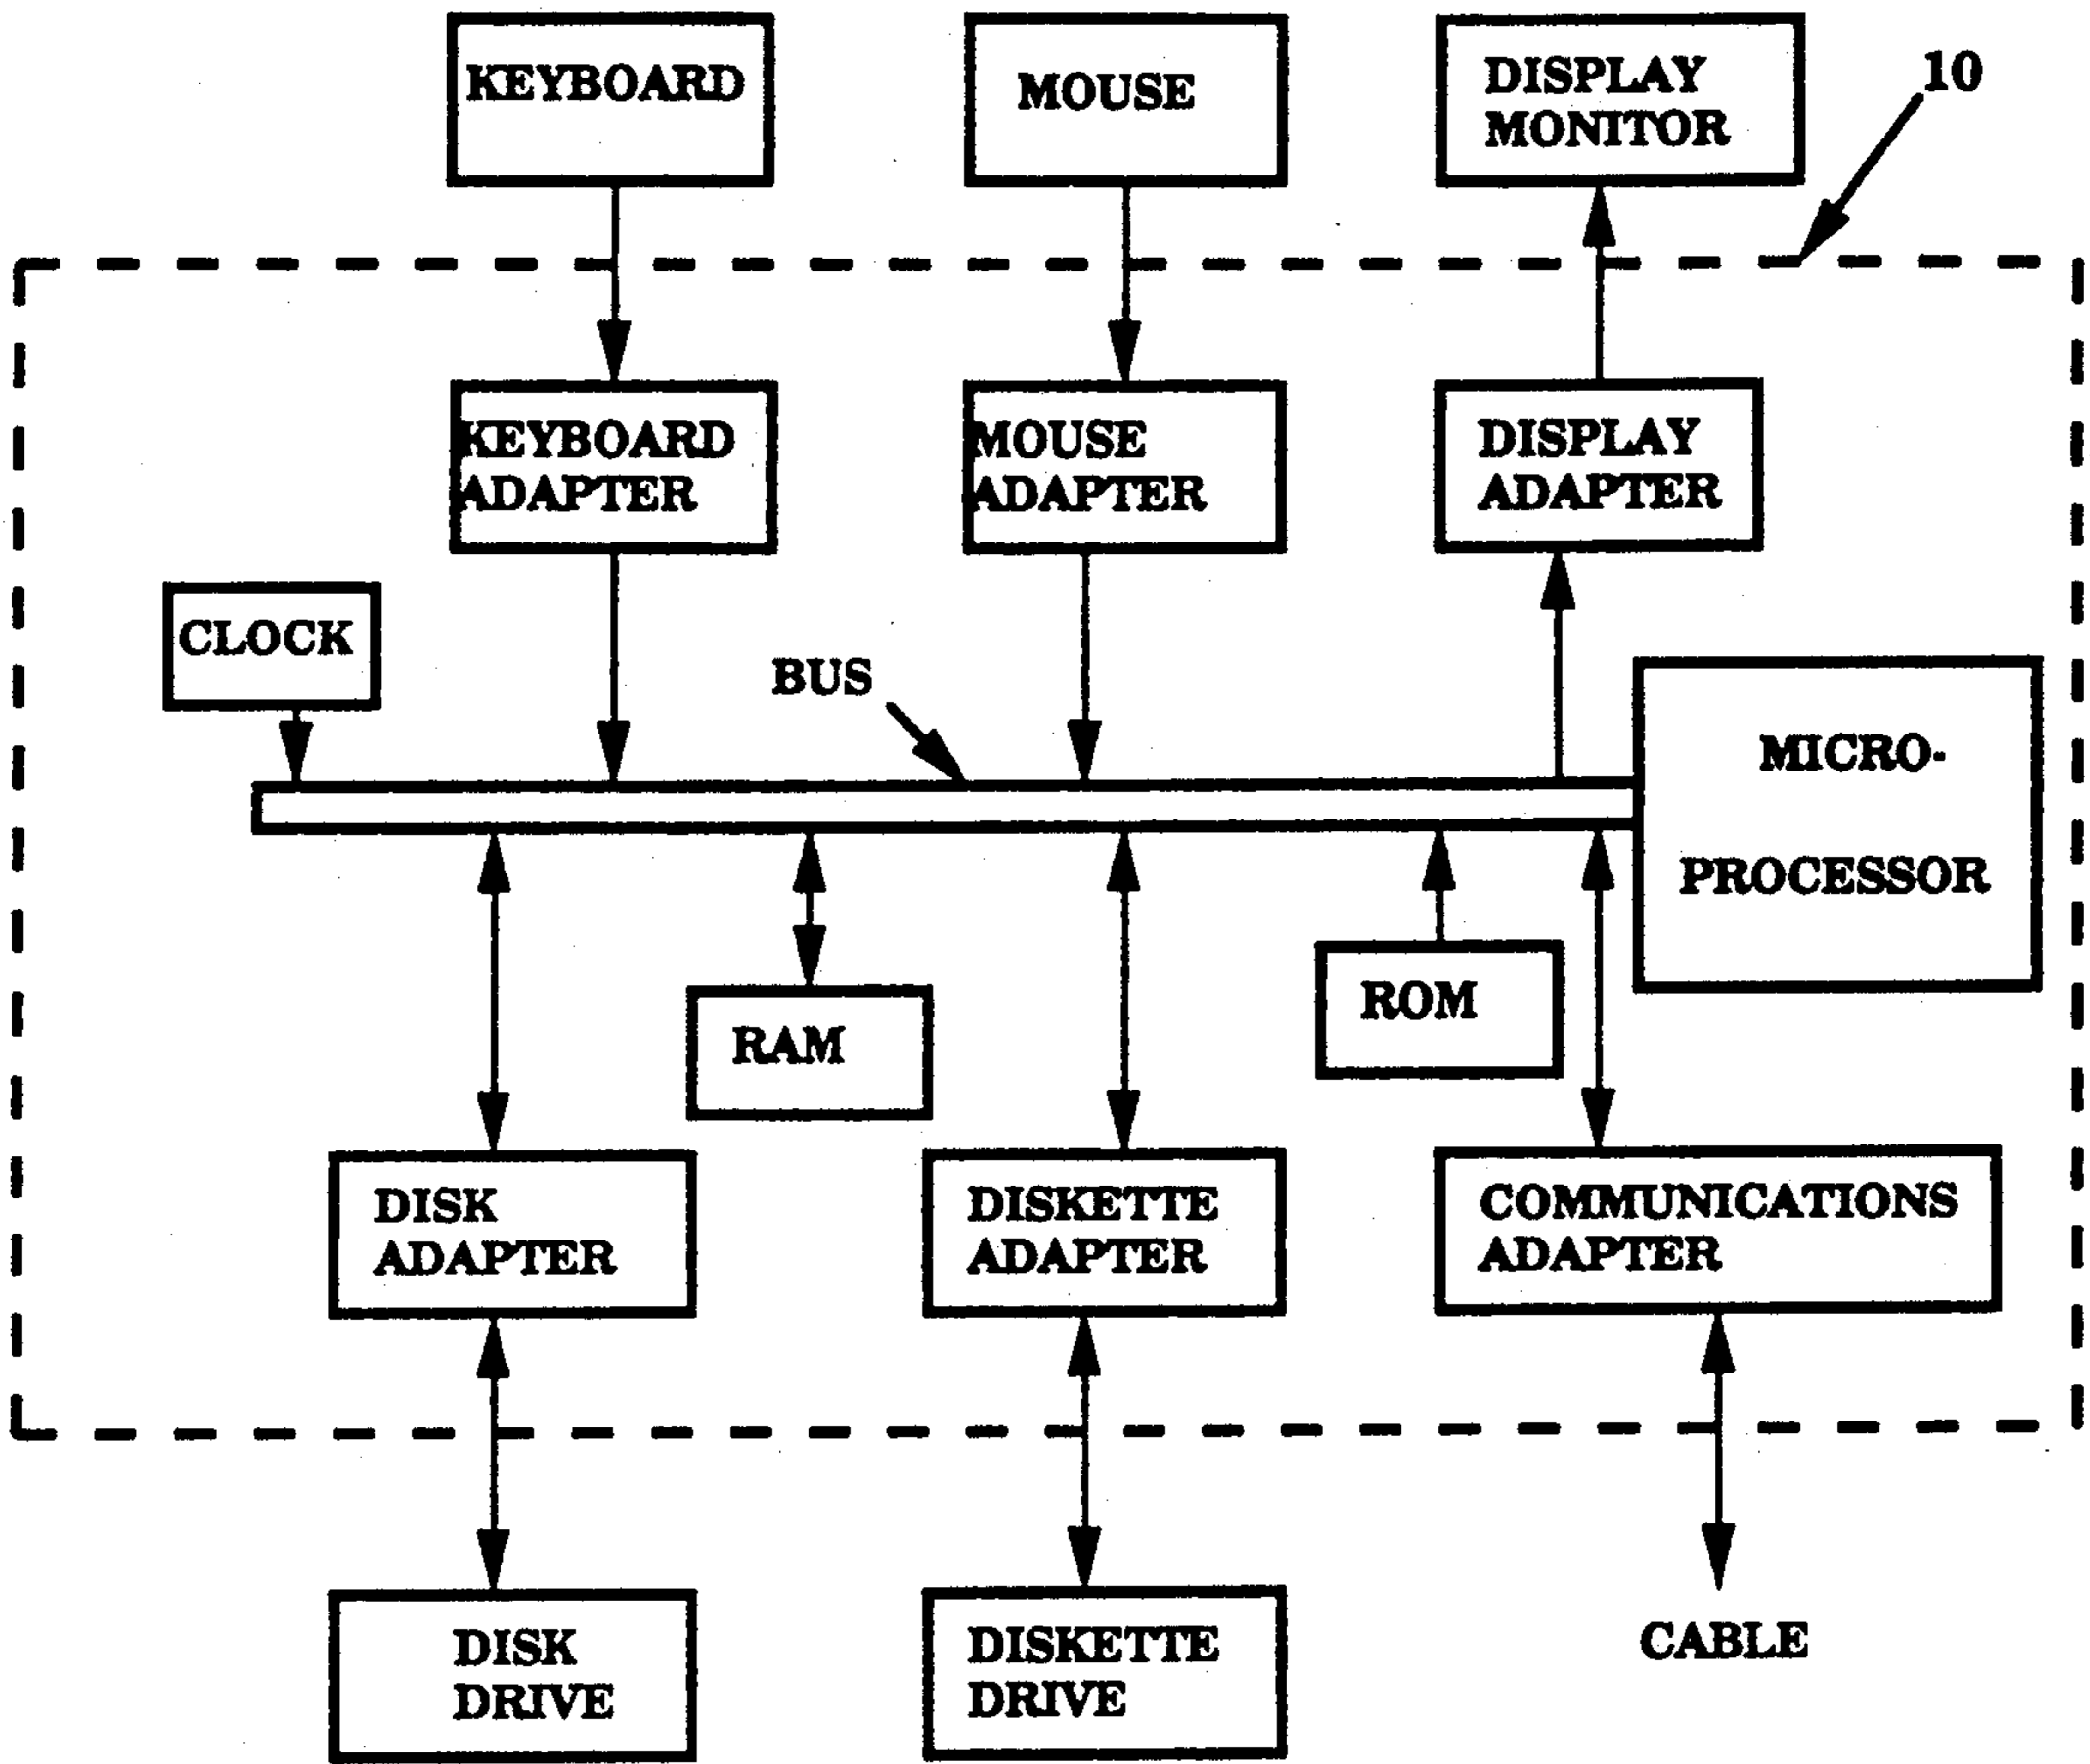 KEYBOARD
MOUSE
DISPLAY
MONITOR
10
KEYBOARD
ADAPTER
MOUSE
ADAPTER
DISPLAY
ADAPTER
CLOCK
BUS
MICRO-
PROCESSOR
RAM
ROM
DISK
ADAPTER
DISKETTE
ADAPTER
COMMUNICATIONS
ADAPTER
DISK
DRIVE
DISKETTE
DRIVE
CABLE